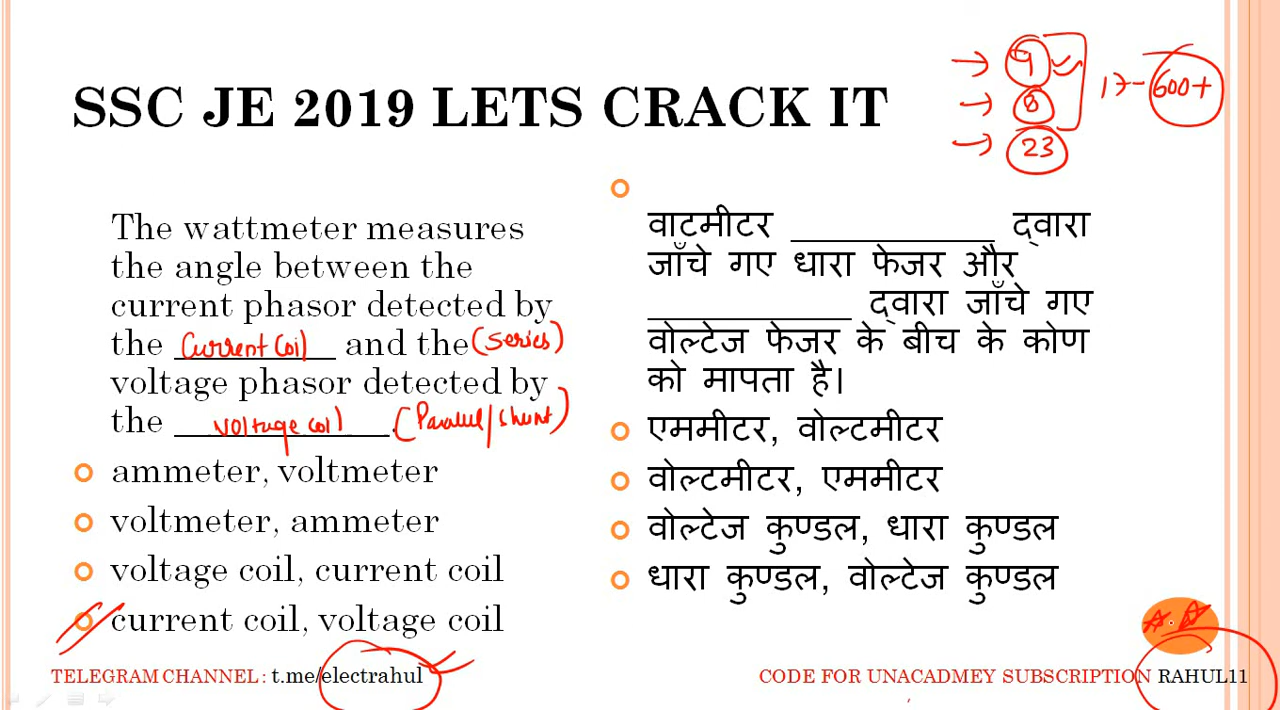 SSC JE 2019 LETS CRACK IT
→ 9
→ 8
→ 23
17- 600+
The wattmeter measures
the angle between the
current phasor detected by
the Current Coil and the (Series)
voltage phasor detected by
the voltage coil. (Parallel/Shunt)
ammeter, voltmeter
voltmeter, ammeter
voltage coil, current coil
current coil, voltage coil
वाटमीटर ____________ द्वारा
जाँचे गए धारा फेजर और
____________ द्वारा जाँचे गए
वोल्टेज फेजर के बीच के कोण
को मापता है।
एममीटर, वोल्टमीटर
वोल्टमीटर, एममीटर
वोल्टेज कुण्डल, धारा कुण्डल
धारा कुण्डल, वोल्टेज कुण्डल
TELEGRAM CHANNEL: t.me/electrahul
CODE FOR UNACADMEY SUBSCRIPTION RAHUL11